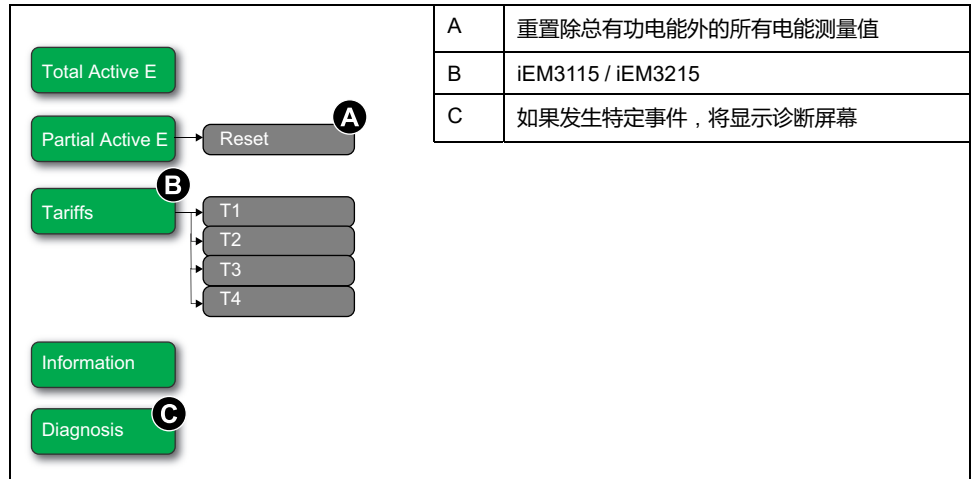 A 重置除总有功电能外的所有电能测量值
B iEM3115 / iEM3215
C 如果发生特定事件，将显示诊断屏幕
Total Active E
Partial Active E
Reset
A
Tariffs
B
T1
T2
T3
T4
Information
Diagnosis
C